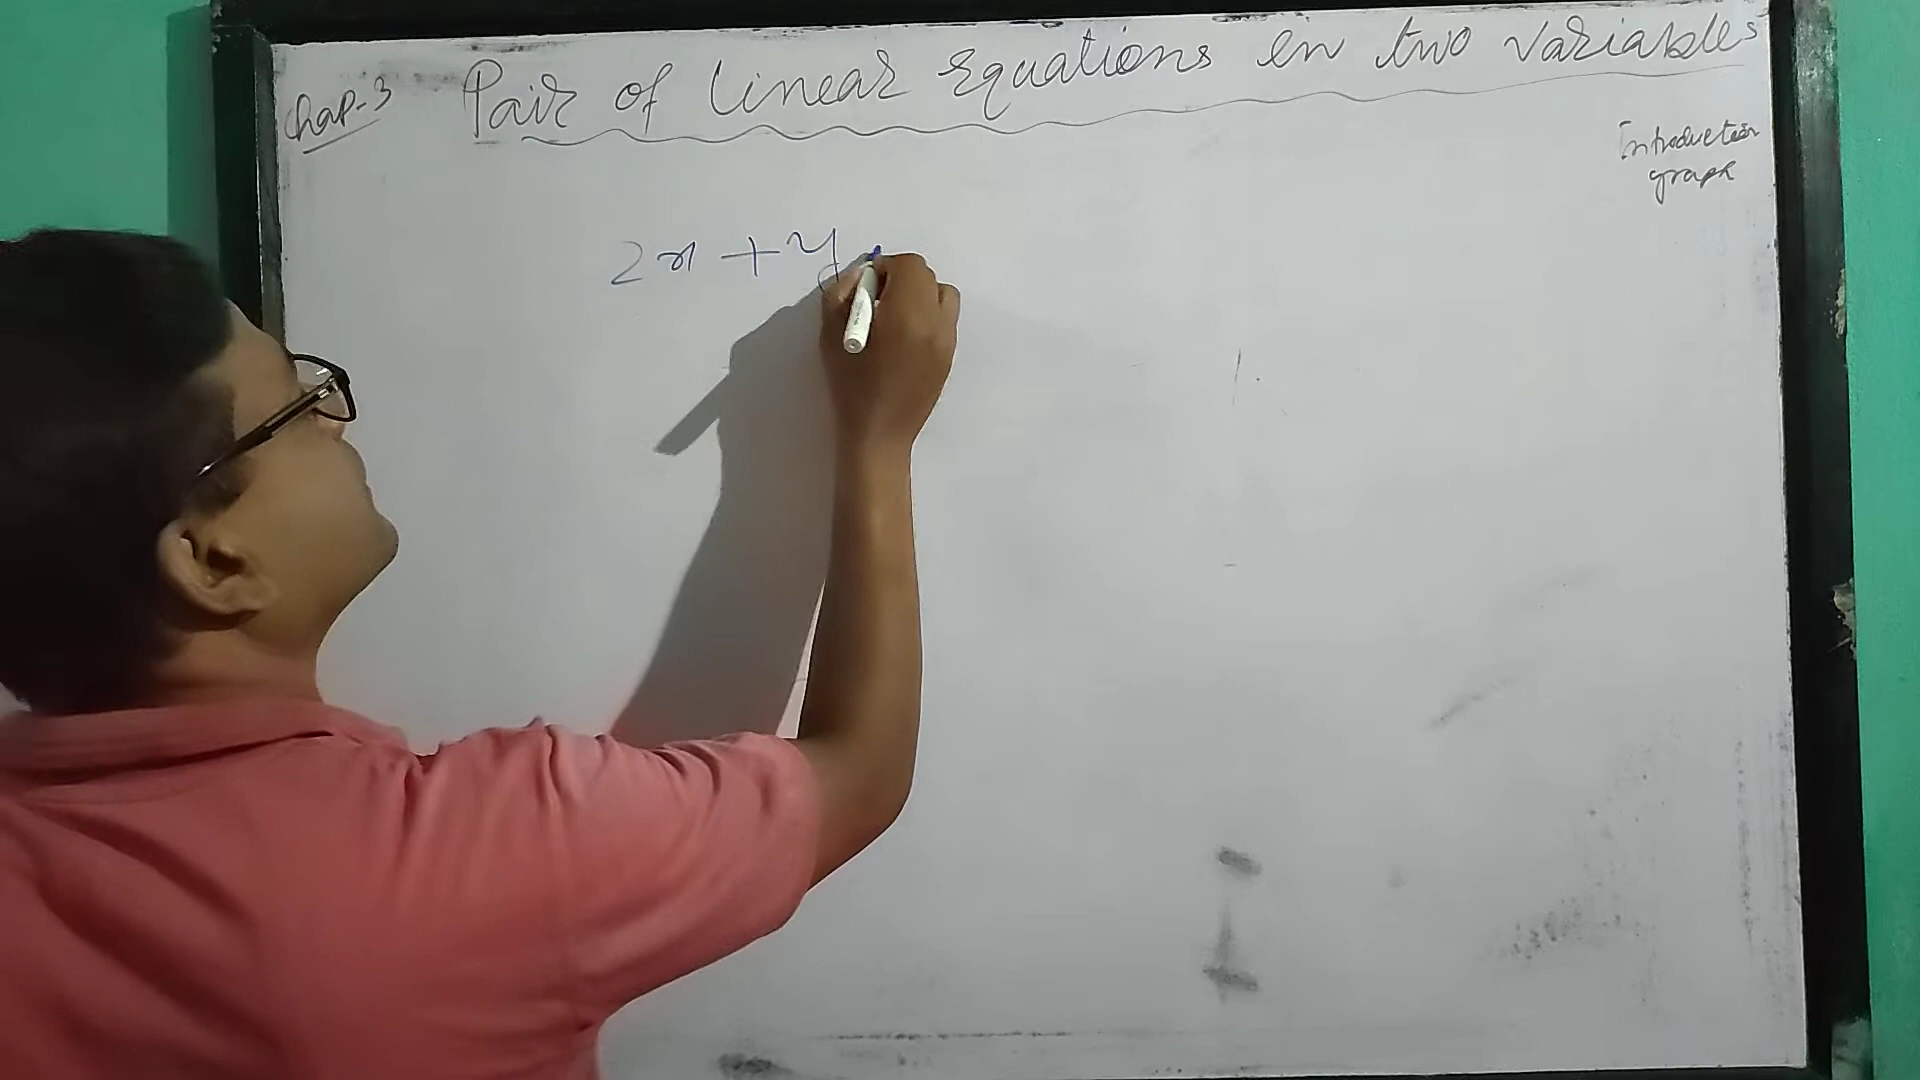 Chap-3 Pair of linear equations in two variables
Introduction
graph
2x + y